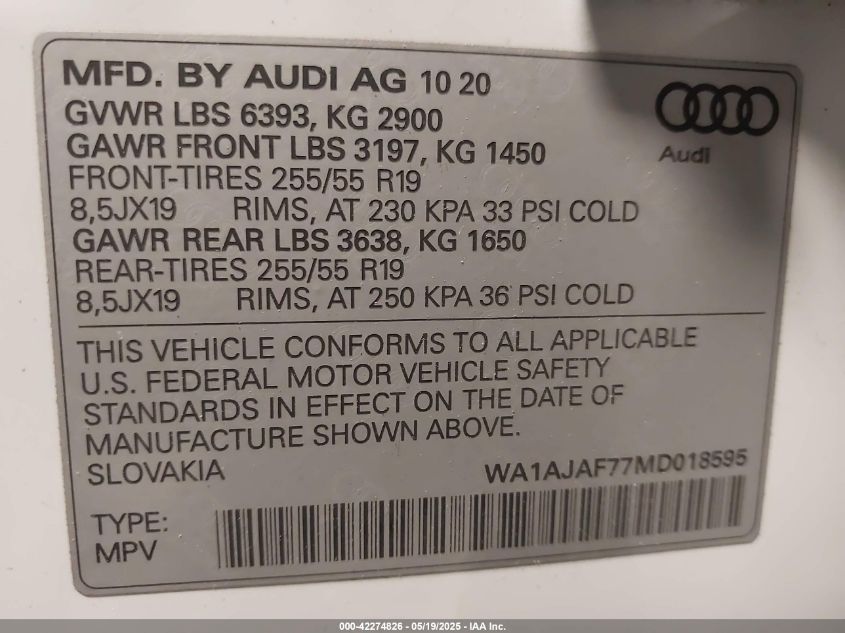 MFD. BY AUDI AG 10 20
GVWR LBS 6393, KG 2900
GAWR FRONT LBS 3197, KG 1450
FRONT-TIRES 255/55 R19
8,5JX19 RIMS, AT 230 KPA 33 PSI COLD
GAWR REAR LBS 3638, KG 1650
REAR-TIRES 255/55 R19
8,5JX19 RIMS, AT 250 KPA 36 PSI COLD
Audi
THIS VEHICLE CONFORMS TO ALL APPLICABLE
U.S. FEDERAL MOTOR VEHICLE SAFETY
STANDARDS IN EFFECT ON THE DATE OF
MANUFACTURE SHOWN ABOVE.
SLOVAKIA WA1AJAF77MD018595
TYPE:
MPV
000-42274826 - 05/19/2025 - IAA Inc.